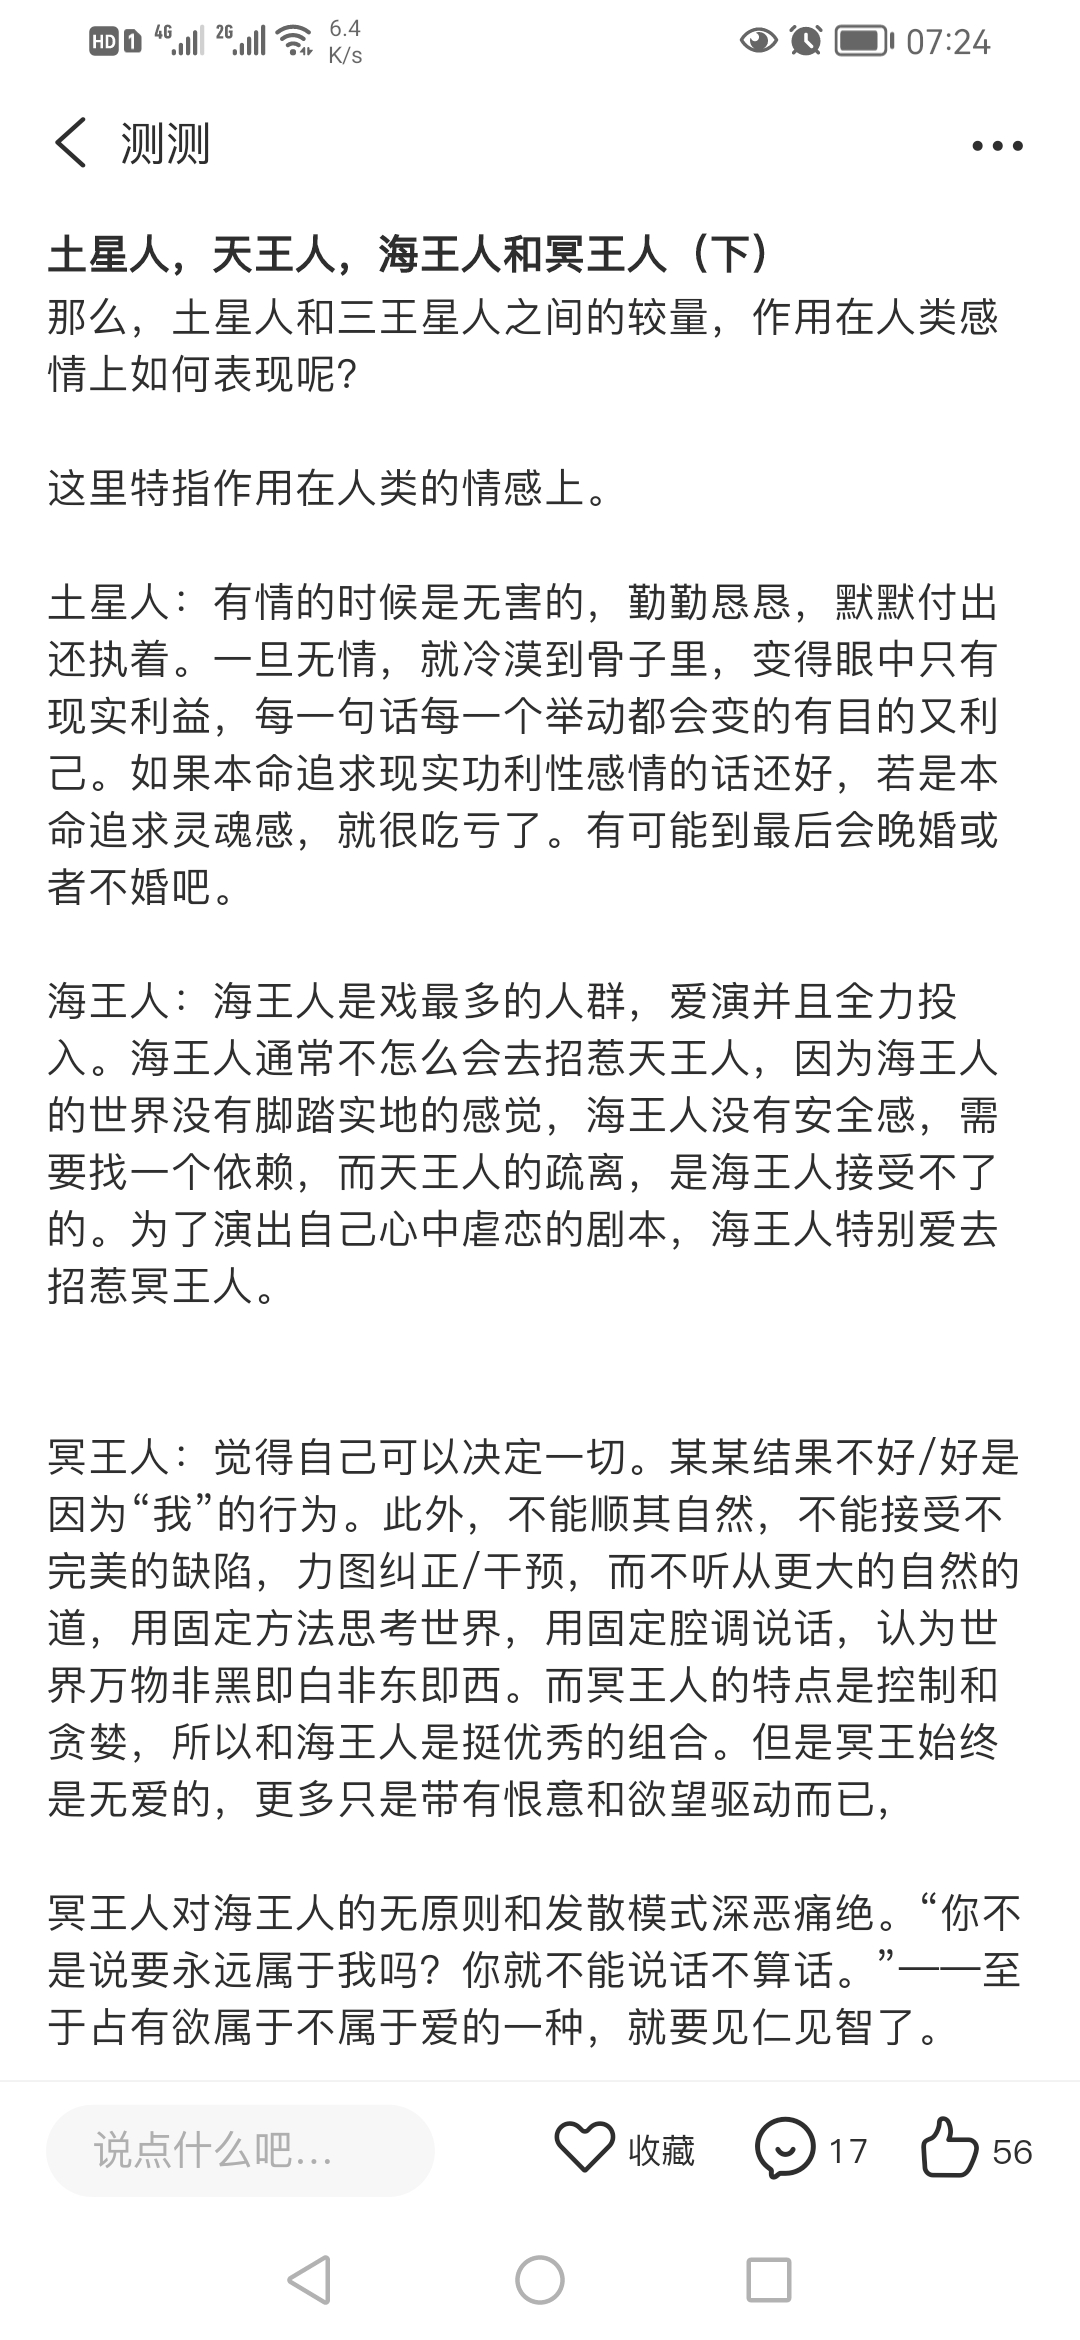 HD 1 4G 2G 6.4 K/s 07:24
测测
土星人，天王人，海王人和冥王人（下）
那么，土星人和三王星人之间的较量，作用在人类感
情上如何表现呢？
这里特指作用在人类的情感上。
土星人：有情的时候是无害的，勤勤恳恳，默默付出
还执着。一旦无情，就冷漠到骨子里，变得眼中只有
现实利益，每一句话每一个举动都会变的有目的又利
己。如果本命追求现实功利性感情的话还好，若是本
命追求灵魂感，就很吃亏了。有可能到最后会晚婚或
者不婚吧。
海王人：海王人是戏最多的人群，爱演并且全力投
入。海王人通常不怎么会去招惹天王人，因为海王人
的世界没有脚踏实地的感觉，海王人没有安全感，需
要找一个依赖，而天王人的疏离，是海王人接受不了
的。为了演出自己心中虐恋的剧本，海王人特别爱去
招惹冥王人。
冥王人：觉得自己可以决定一切。某某结果不好/好是
因为“我”的行为。此外，不能顺其自然，不能接受不
完美的缺陷，力图纠正/干预，而不听从更大的自然的
道，用固定方法思考世界，用固定腔调说话，认为世
界万物非黑即白非东即西。而冥王人的特点是控制和
贪婪，所以和海王人是挺优秀的组合。但是冥王始终
是无爱的，更多只是带有恨意和欲望驱动而已，
冥王人对海王人的无原则和发散模式深恶痛绝。“你不
是说要永远属于我吗？你就不能说话不算话。”——至
于占有欲属于不属于爱的一种，就要见仁见智了。
说点什么吧... 收藏 17 56